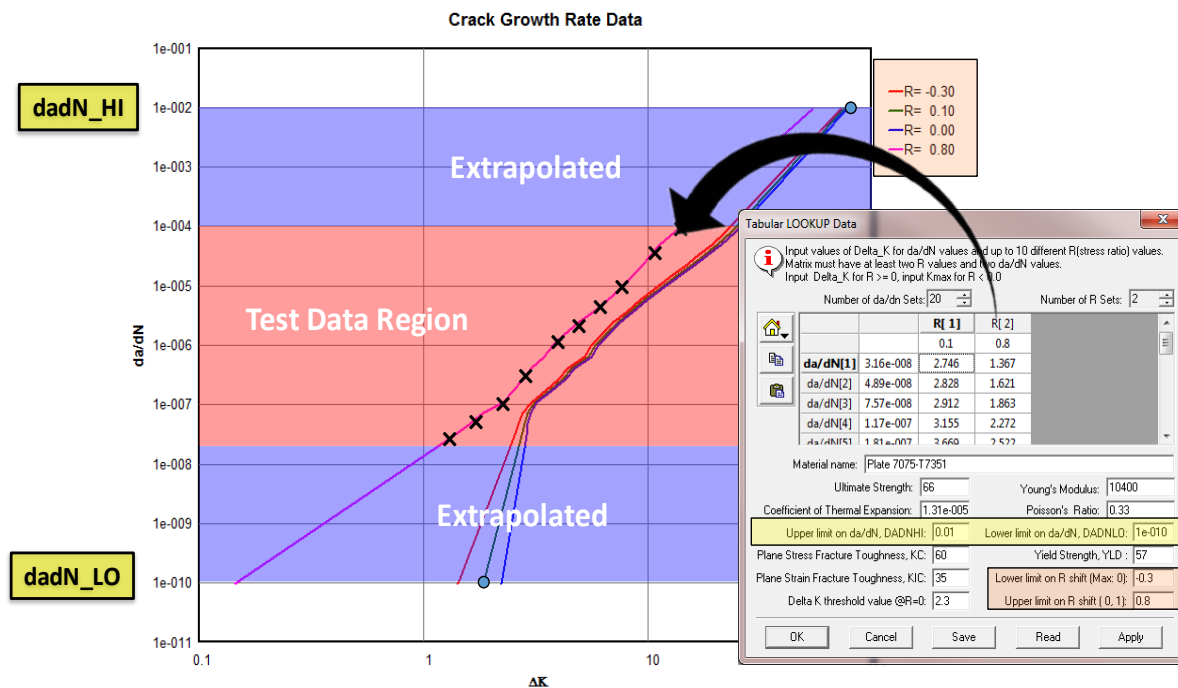 Crack Growth Rate Data
1e-001
dadN_HI
1e-002
1e-003
1e-004
1e-005
1e-006
1e-007
1e-008
1e-009
dadN_LO
1e-010
1e-011
da/dN
0.1
1
10
ΔK
Extrapolated
Test Data Region
Extrapolated
R= -0.30
R= 0.10
R= 0.00
R= 0.80
Tabular LOOKUP Data
x
Input values of Delta_K for da/dN values and up to 10 different R(stress ratio) values.
Matrix must have at least two R values and two da/dN values.
Input Delta_K for R >= 0, input Kmax for R < 0.0
Number of da/dn Sets: 20 Number of R Sets: 2
R[ 1] R[ 2]
0.1 0.8
da/dN[1] 3.16e-008 2.746 1.367
da/dN[2] 4.89e-008 2.828 1.621
da/dN[3] 7.57e-008 2.912 1.863
da/dN[4] 1.17e-007 3.155 2.272
da/dN[5] 1.81e-007 3.669 2.522
Material name: Plate 7075-T7351
Ultimate Strength: 66 Young's Modulus: 10400
Coefficient of Thermal Expansion: 1.31e-005 Poisson's Ratio: 0.33
Upper limit on da/dN, DADNHI: 0.01 Lower limit on da/dN, DADNLO: 1e-010
Plane Stress Fracture Toughness, KC: 60 Yield Strength, YLD : 57
Plane Strain Fracture Toughness, KIC: 35 Lower limit on R shift (Max: 0): -0.3
Delta K threshold value @R=0: 2.3 Upper limit on R shift ( 0, 1): 0.8
OK Cancel Save Read Apply